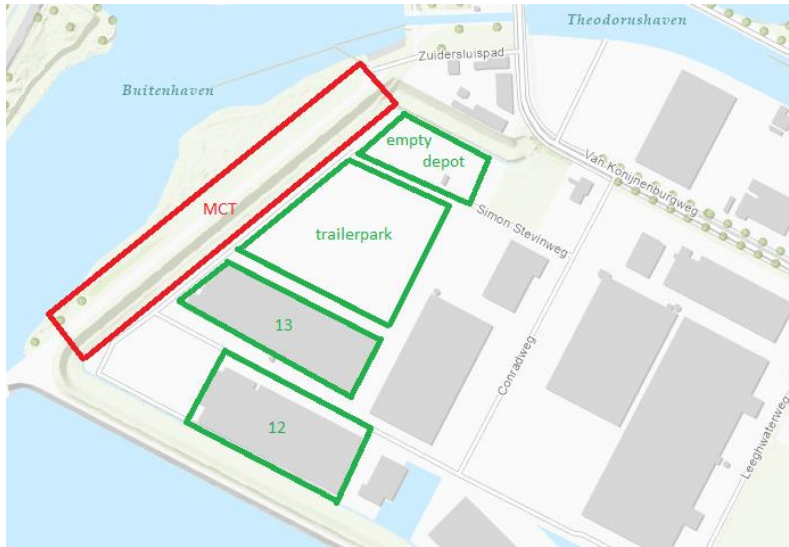 Theodorushaven
Zuidersluispad
Buitenhaven
empty
depot
Van Konijnenburgweg
MCT
Simon Stevinweg
trailerpark
13
Conradweg
12
Leeghwaterweg